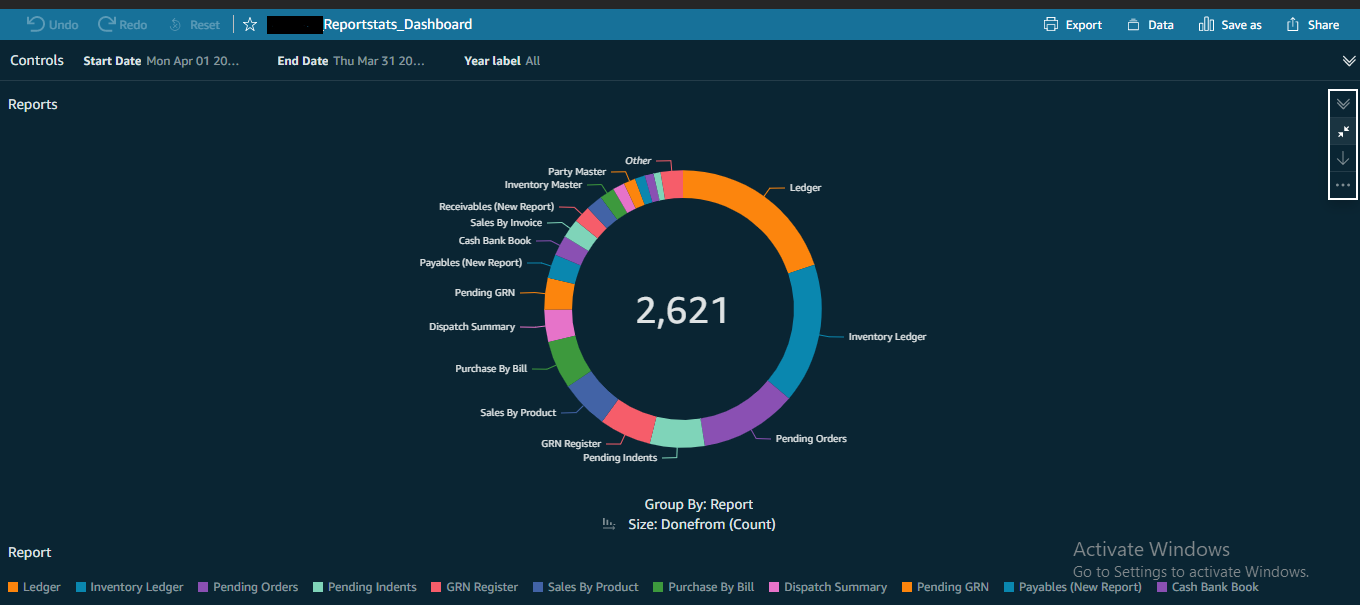 Undo Redo Reset Reportstats_Dashboard Export Data Save as Share
Controls Start Date Mon Apr 01 20... End Date Thu Mar 31 20... Year label All
Reports
Other
Party Master
Inventory Master
Ledger
Receivables (New Report)
Sales By Invoice
Cash Bank Book
Payables (New Report)
Pending GRN
2,621
Dispatch Summary
Inventory Ledger
Purchase By Bill
Sales By Product
Pending Orders
GRN Register
Pending Indents
Group By: Report
Size: Donefrom (Count)
Report
Activate Windows
Go to Settings to activate Windows.
Ledger Inventory Ledger Pending Orders Pending Indents GRN Register Sales By Product Purchase By Bill Dispatch Summary Pending GRN Payables (New Report) Cash Bank Book